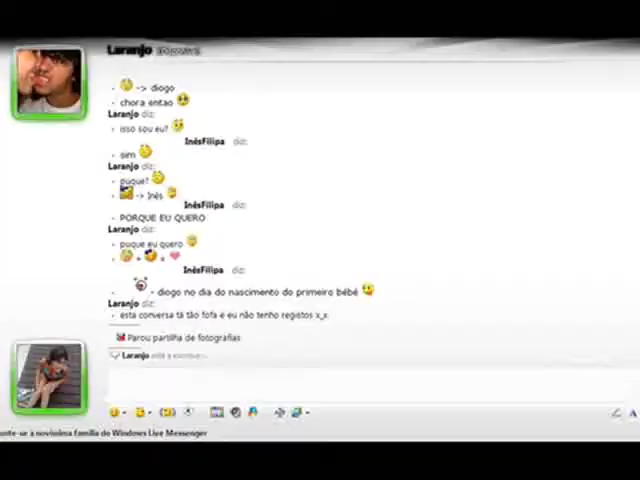 Laranjo
-> diogo
chora entao
Laranjo diz:
isso sou eu?
InêsFilipa diz:
sim
Laranjo diz:
puque?
-> Inês
InêsFilipa diz:
PORQUE EU QUERO
Laranjo diz:
puque eu quero
+ =
InêsFilipa diz:
- diogo no dia do nascimento do primeiro bébé
Laranjo diz:
esta conversa tá tão fofa e eu não tenho registos x_x
Parou partilha de fotografias
Laranjo está a escrever...
a novíssima família do Windows Live Messenger
A